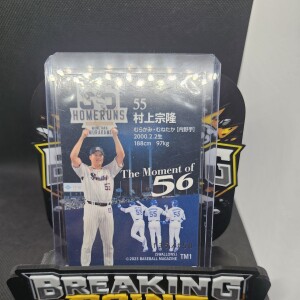 HOMERUNS
55
村上宗隆
むらかみ・むねたか [内野手]
2000.2.2生
188cm 97kg
The Moment of
56
(SWALLOWS)
©2023 BASEBALL MAGAZINE TM1
BREAKING